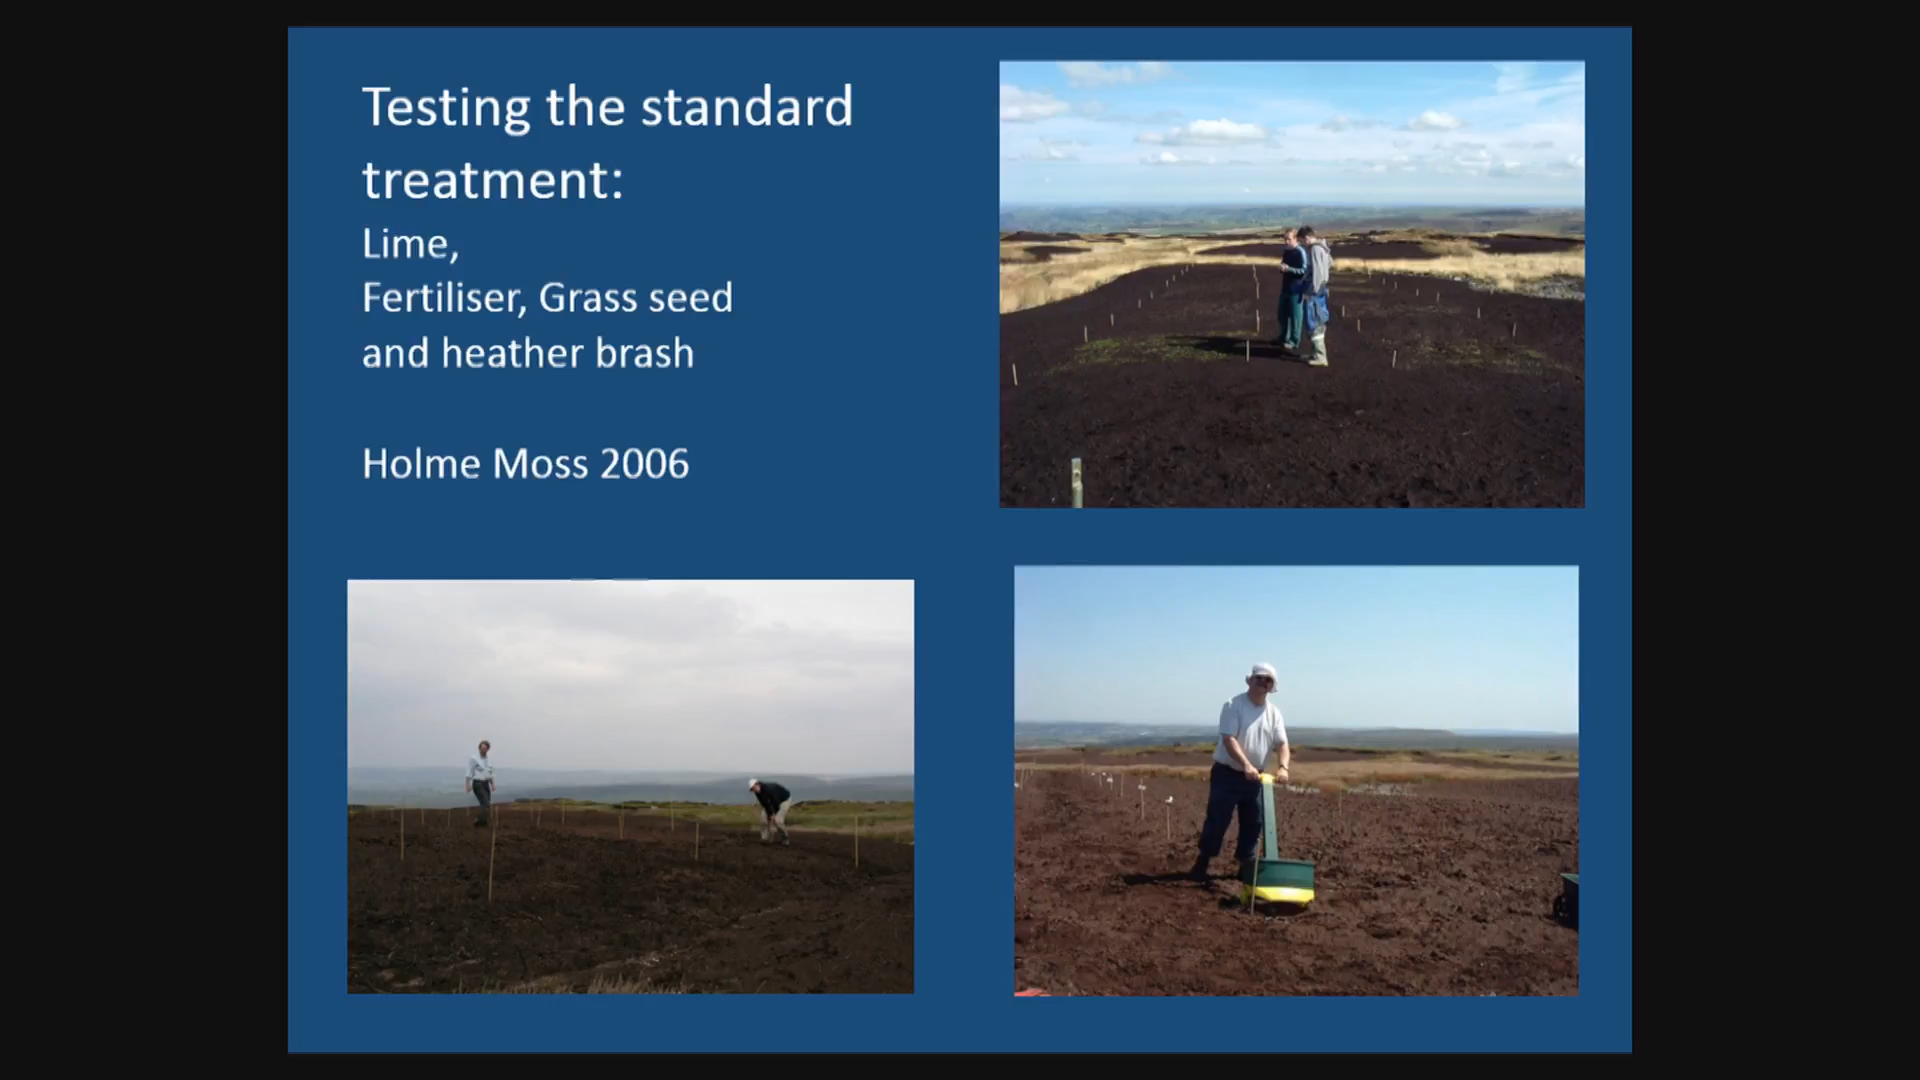 Testing the standard
treatment:
Lime,
Fertiliser, Grass seed
and heather brash
Holme Moss 2006